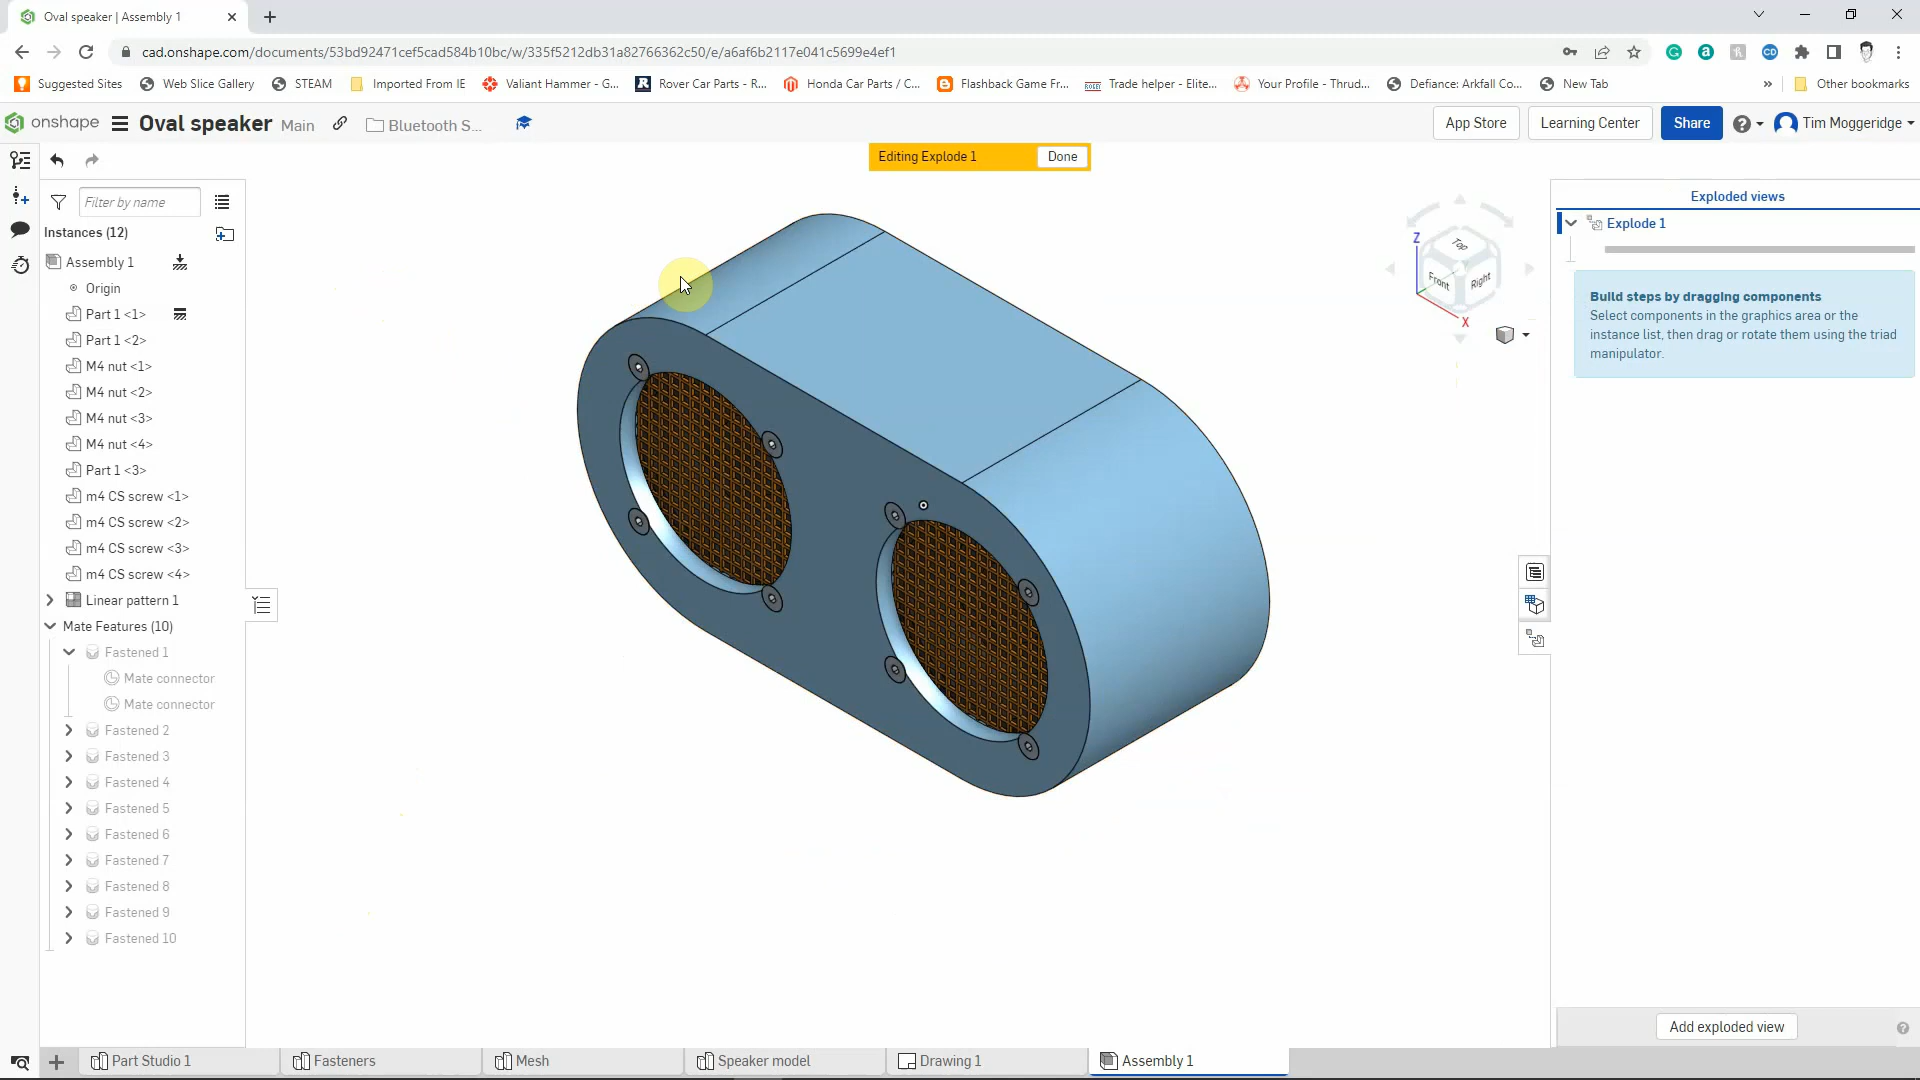 Oval speaker | Assembly 1
cad.onshape.com/documents/53bd92471cef5cad584b10bc/w/335f5212db31a82766362c50/e/a6af6b2117e041c5699e4ef1
Suggested Sites Web Slice Gallery STEAM Imported From IE Valiant Hammer - G... Rover Car Parts - R... Honda Car Parts / C... Flashback Game Fr... Trade helper - Elite... Your Profile - Thrud... Defiance: Arkfall Co... New Tab » Other bookmarks
onshape Oval speaker Main Bluetooth S... App Store Learning Center Share Tim Moggeridge
Editing Explode 1 Done
Filter by name
Instances (12)
Assembly 1
Origin
Part 1 <1>
Part 1 <2>
M4 nut <1>
M4 nut <2>
M4 nut <3>
M4 nut <4>
Part 1 <3>
m4 CS screw <1>
m4 CS screw <2>
m4 CS screw <3>
m4 CS screw <4>
Linear pattern 1
Mate Features (10)
Fastened 1
Mate connector
Mate connector
Fastened 2
Fastened 3
Fastened 4
Fastened 5
Fastened 6
Fastened 7
Fastened 8
Fastened 9
Fastened 10
Z
Top
Front
Right
X
Exploded views
Explode 1
Build steps by dragging components
Select components in the graphics area or the
instance list, then drag or rotate them using the triad
manipulator.
Add exploded view
Part Studio 1 Fasteners Mesh Speaker model Drawing 1 Assembly 1